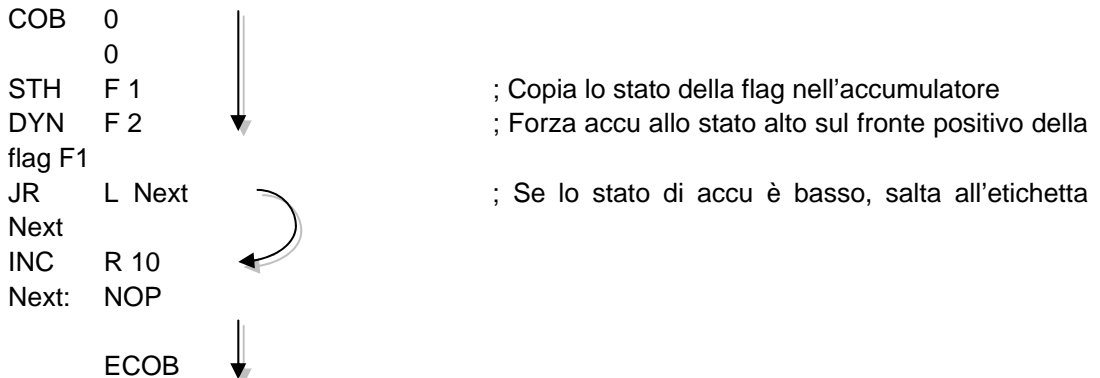 COB 0
0
STH F 1 ; Copia lo stato della flag nell'accumulatore
DYN F 2 ; Forza accu allo stato alto sul fronte positivo della
flag F1
JR L Next ; Se lo stato di accu è basso, salta all'etichetta
Next
INC R 10
Next: NOP
ECOB